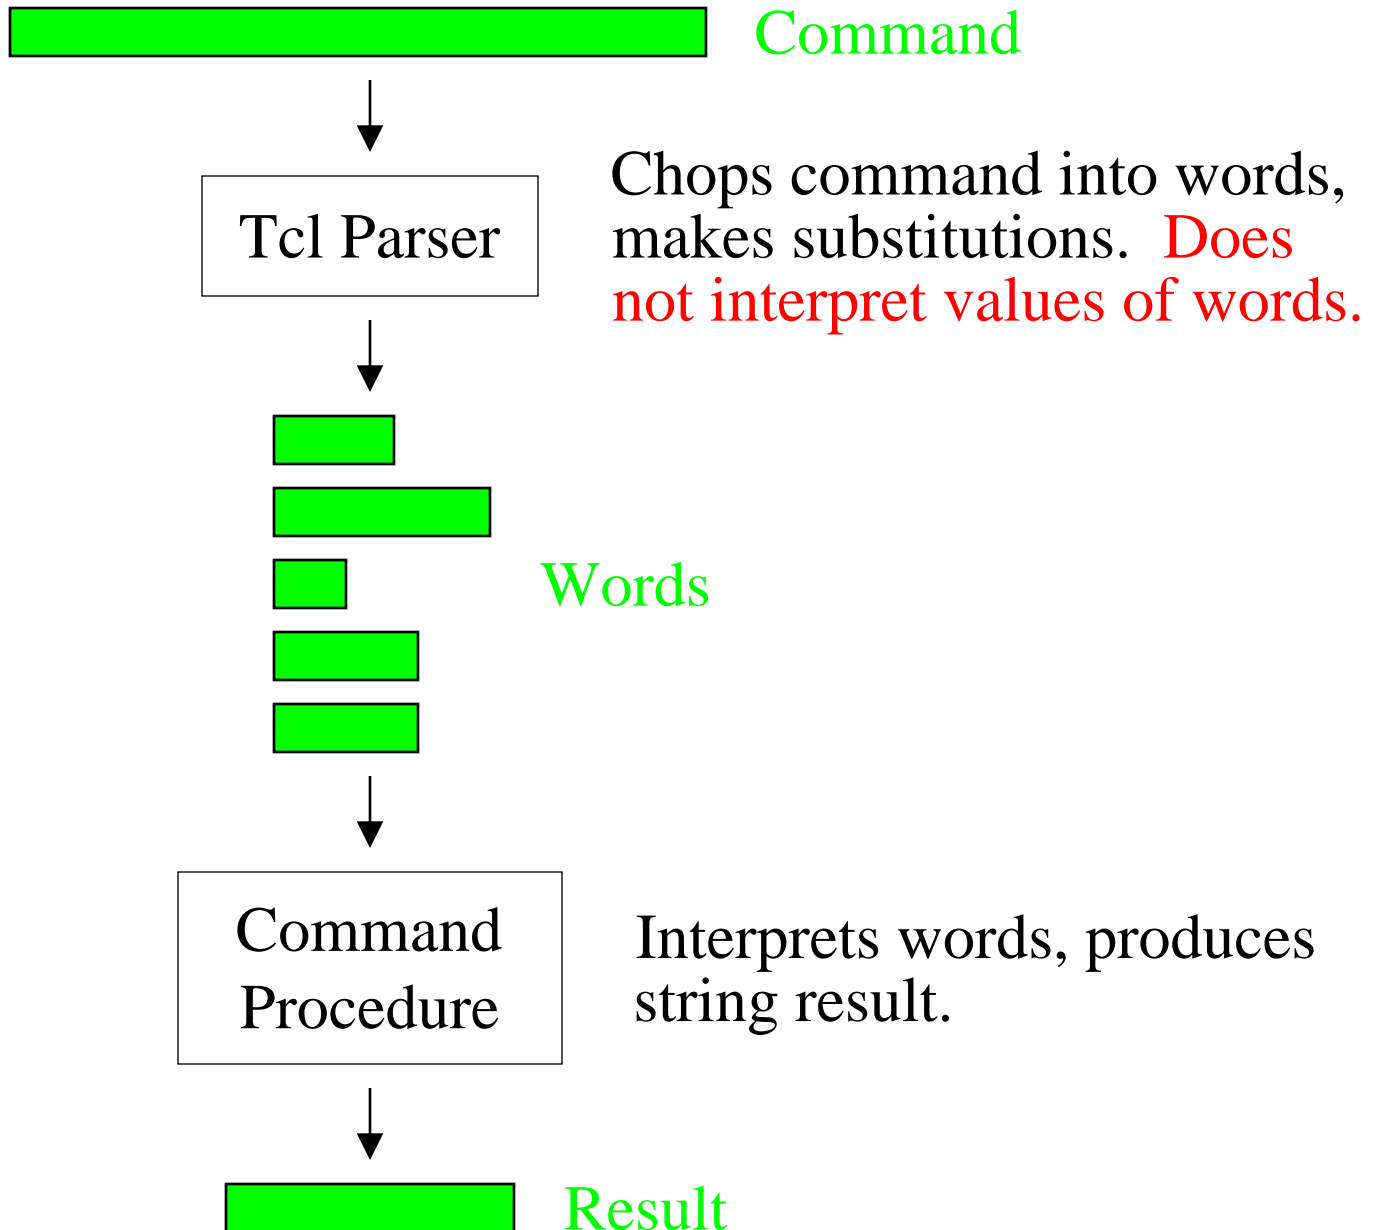 Command
Tcl Parser
Chops command into words,
makes substitutions. Does
not interpret values of words.
Words
Command
Procedure
Interprets words, produces
string result.
Result